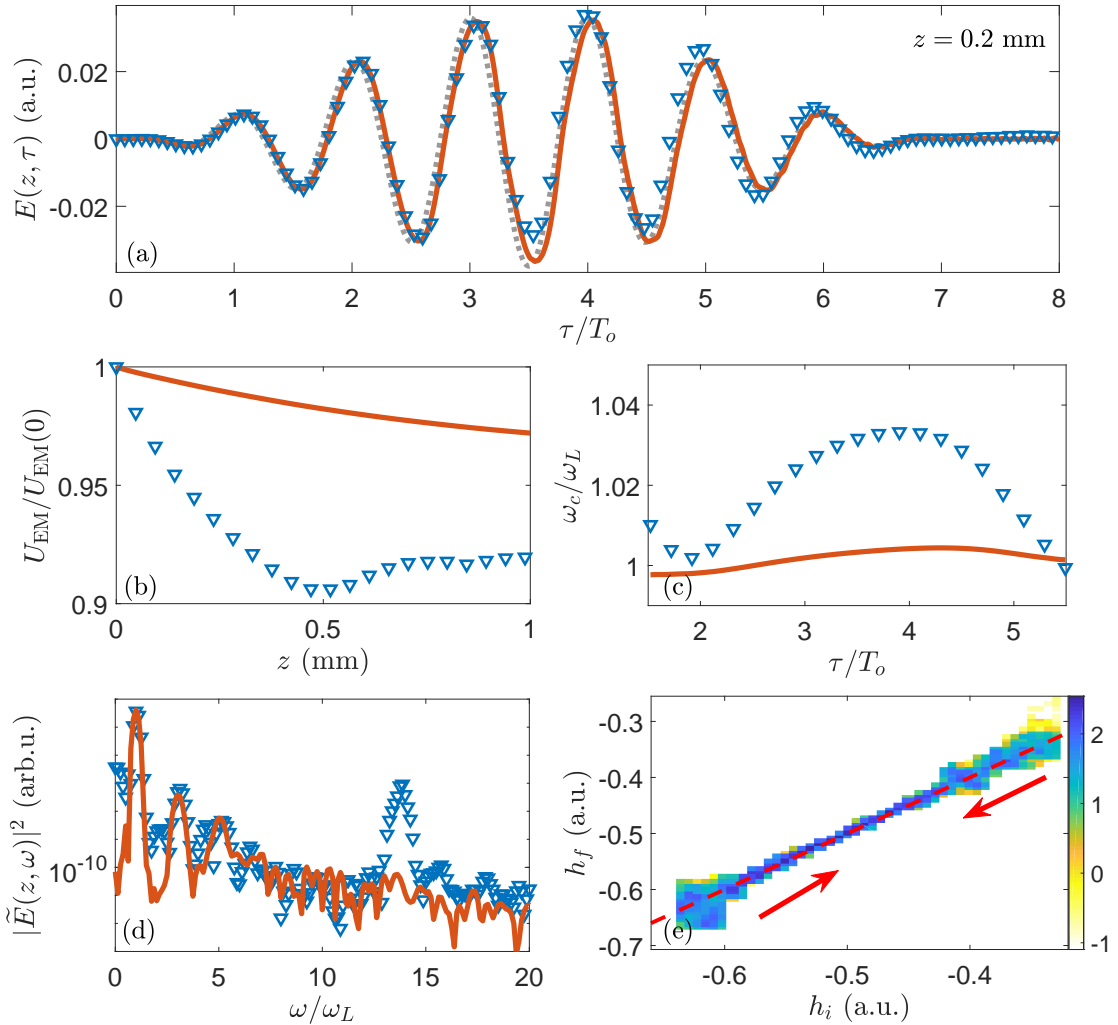 z = 0.2 mm
E(z, τ) (a.u.)
0.02
0
-0.02
(a)
0 1 2 3 4 5 6 7 8
τ/T_o
U_EM/U_EM(0)
1
0.95
0.9
(b)
0 0.5 1
z (mm)
ω_c/ω_L
1.04
1.02
1
(c)
2 3 4 5
τ/T_o
|Ẽ(z, ω)|² (arb.u.)
10⁻¹⁰
(d)
0 5 10 15 20
ω/ω_L
h_f (a.u.)
-0.3
-0.4
-0.5
-0.6
-0.7
(e)
-0.6 -0.5 -0.4
h_i (a.u.)
2
1
0
-1